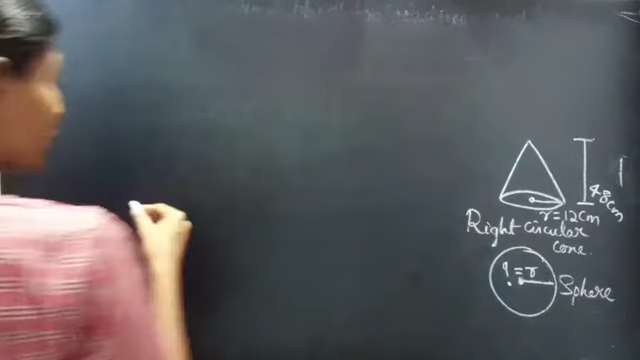 48cm
r=12cm
Right circular
cone.
?=r
Sphere